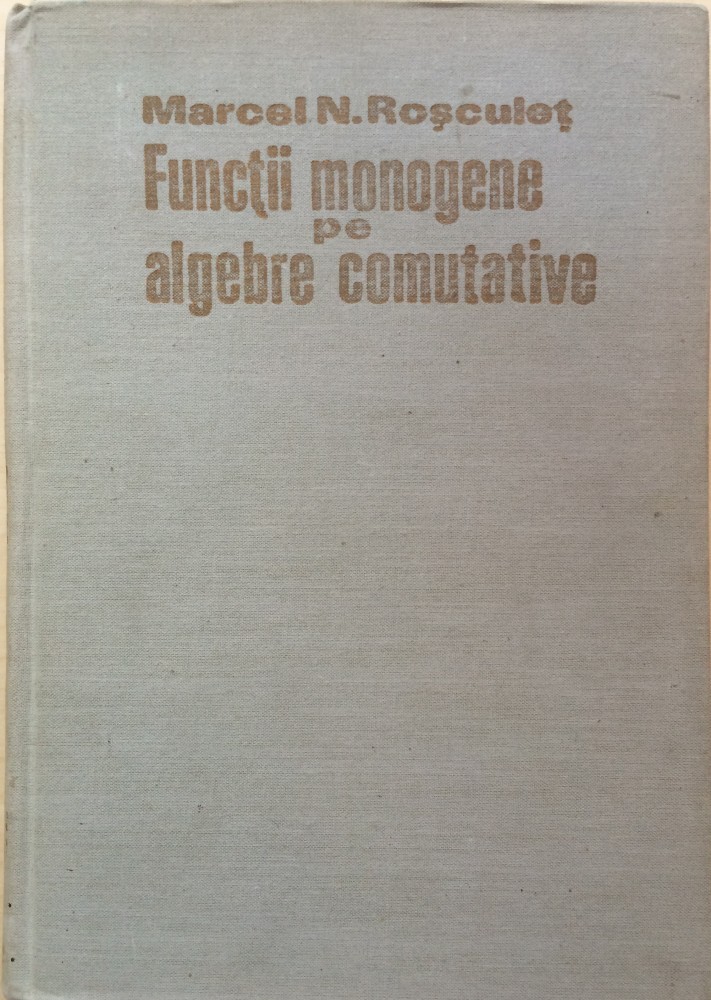 Marcel N. Roșculeț
Funcții monogene
pe
algebre comutative